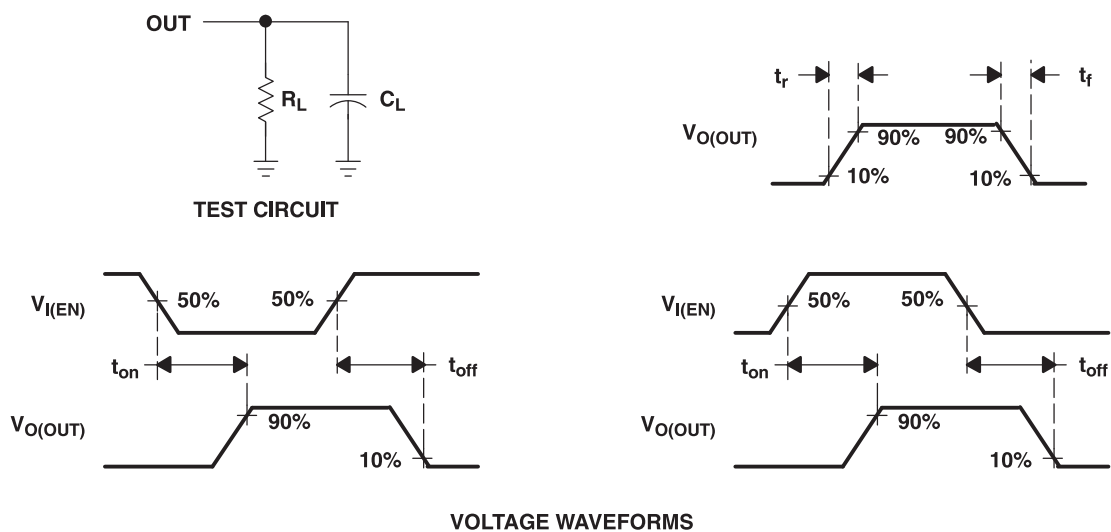 OUT
R_L C_L
TEST CIRCUIT
t_r t_f
V_O(OUT) 90% 90%
10% 10%
V_I(EN) 50% 50%
t_on t_off
V_O(OUT) 90%
10%
V_I(EN) 50% 50%
t_on t_off
V_O(OUT) 90%
10%
VOLTAGE WAVEFORMS